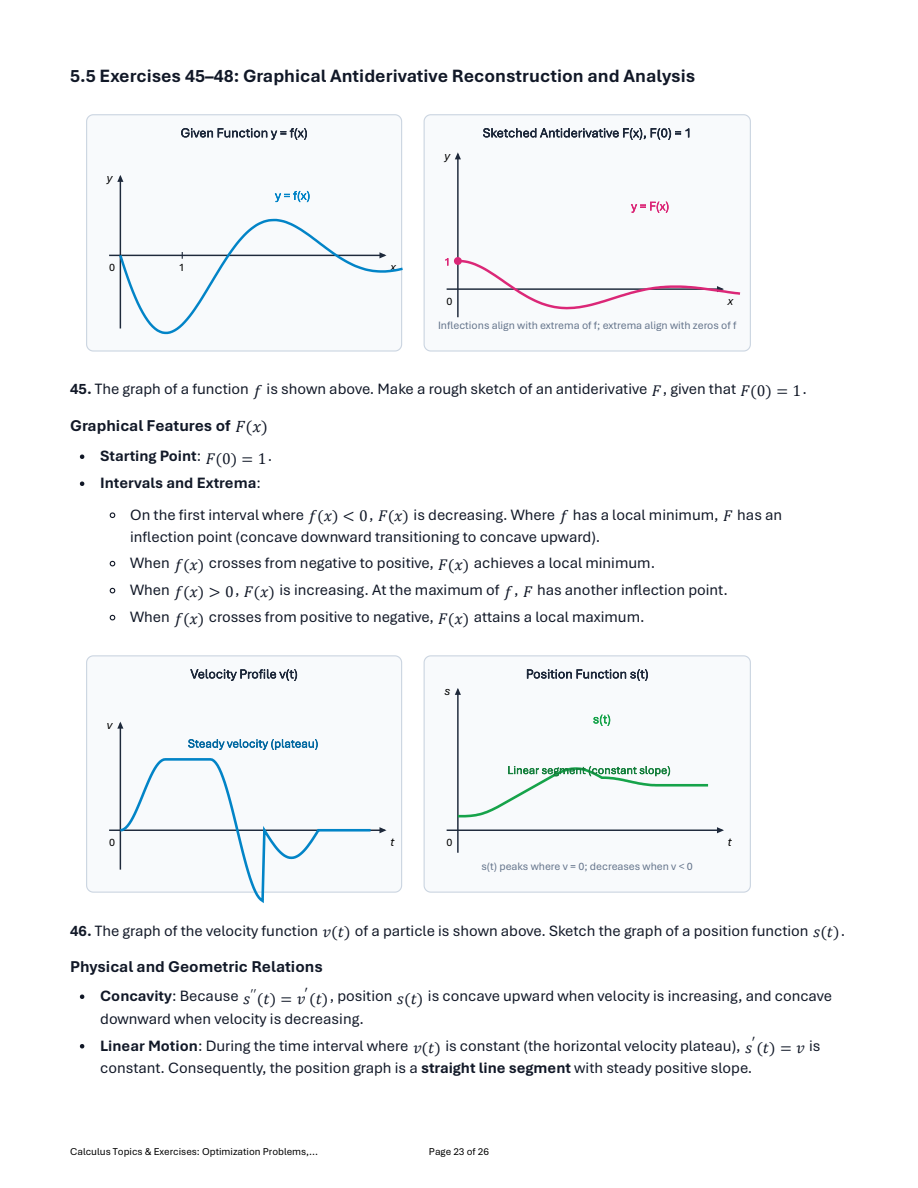 5.5 Exercises 45–48: Graphical Antiderivative Reconstruction and Analysis
Given Function y = f(x)
y
y = f(x)
0
1
x
Sketched Antiderivative F(x), F(0) = 1
y
y = F(x)
1
0
x
Inflections align with extrema of f; extrema align with zeros of f
45. The graph of a function f is shown above. Make a rough sketch of an antiderivative F, given that F(0) = 1.
Graphical Features of F(x)
• Starting Point: F(0) = 1.
• Intervals and Extrema:
∘ On the first interval where f(x) < 0, F(x) is decreasing. Where f has a local minimum, F has an
inflection point (concave downward transitioning to concave upward).
∘ When f(x) crosses from negative to positive, F(x) achieves a local minimum.
∘ When f(x) > 0, F(x) is increasing. At the maximum of f, F has another inflection point.
∘ When f(x) crosses from positive to negative, F(x) attains a local maximum.
Velocity Profile v(t)
v
Steady velocity (plateau)
0
t
Position Function s(t)
s
s(t)
Linear segment (constant slope)
0
t
s(t) peaks where v = 0; decreases when v < 0
46. The graph of the velocity function v(t) of a particle is shown above. Sketch the graph of a position function s(t).
Physical and Geometric Relations
• Concavity: Because s″(t) = v′(t), position s(t) is concave upward when velocity is increasing, and concave
downward when velocity is decreasing.
• Linear Motion: During the time interval where v(t) is constant (the horizontal velocity plateau), s′(t) = v is
constant. Consequently, the position graph is a straight line segment with steady positive slope.
Calculus Topics & Exercises: Optimization Problems,...
Page 23 of 26